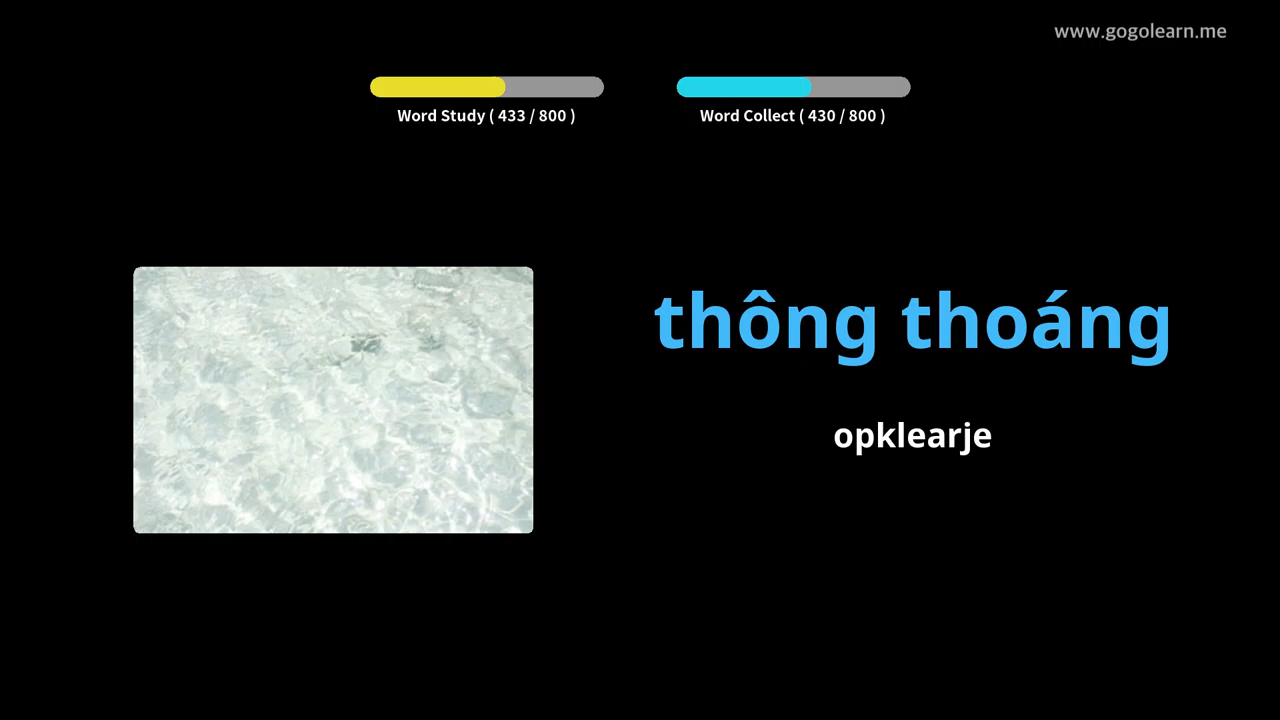 www.gogolearn.me
Word Study ( 433 / 800 )
Word Collect ( 430 / 800 )
thông thoáng
opklearje